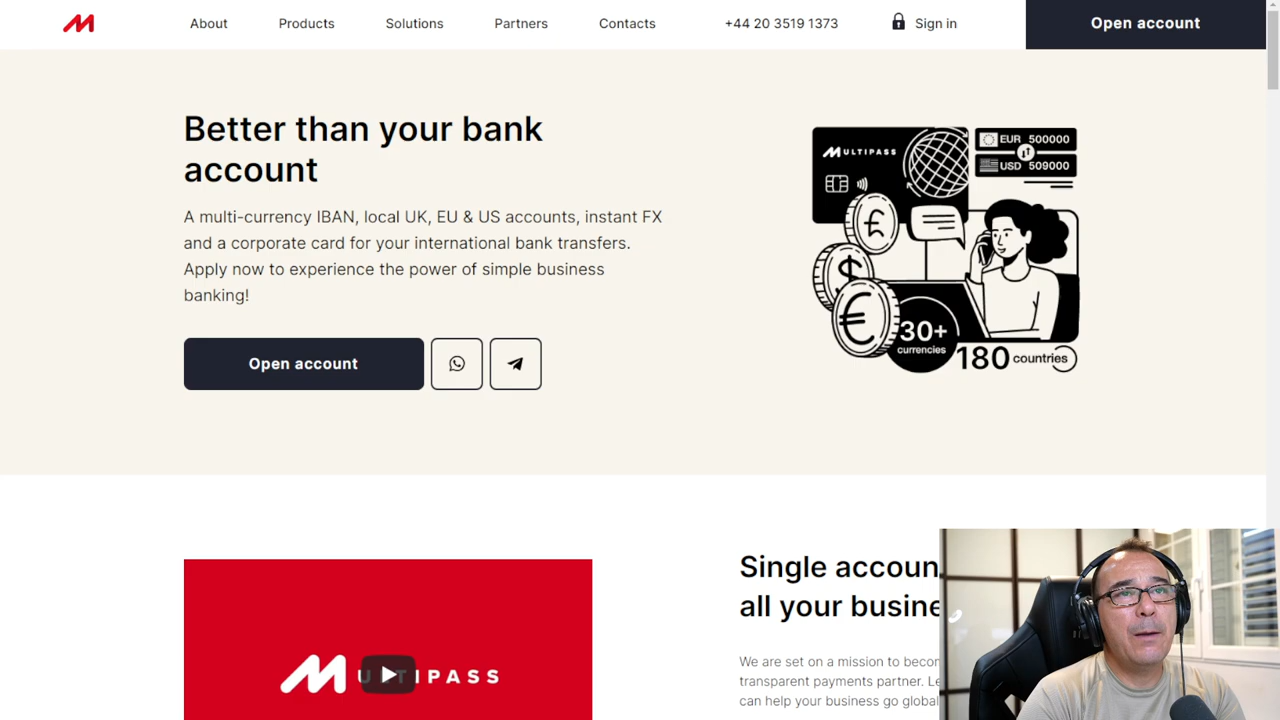 About
Products
Solutions
Partners
Contacts
+44 20 3519 1373
Sign in
Open account
Better than your bank
account
A multi-currency IBAN, local UK, EU & US accounts, instant FX
and a corporate card for your international bank transfers.
Apply now to experience the power of simple business
banking!
Open account
MULTIPASS
EUR 500000
USD 509000
30+
currencies
180 countries
MULTIPASS
Single accoun
all your busine
We are set on a mission to becor
transparent payments partner. Le
can help your business go global